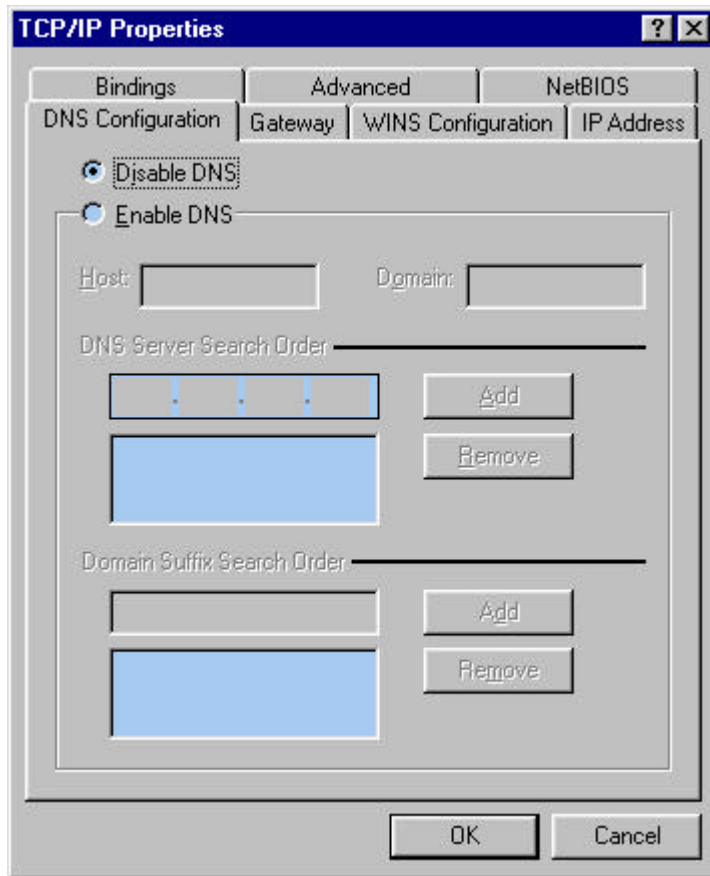 TCP/IP Properties
Bindings Advanced NetBIOS
DNS Configuration Gateway WINS Configuration IP Address
Disable DNS
Enable DNS
Host: Domain:
DNS Server Search Order
Add
Remove
Domain Suffix Search Order
Add
Remove
OK Cancel